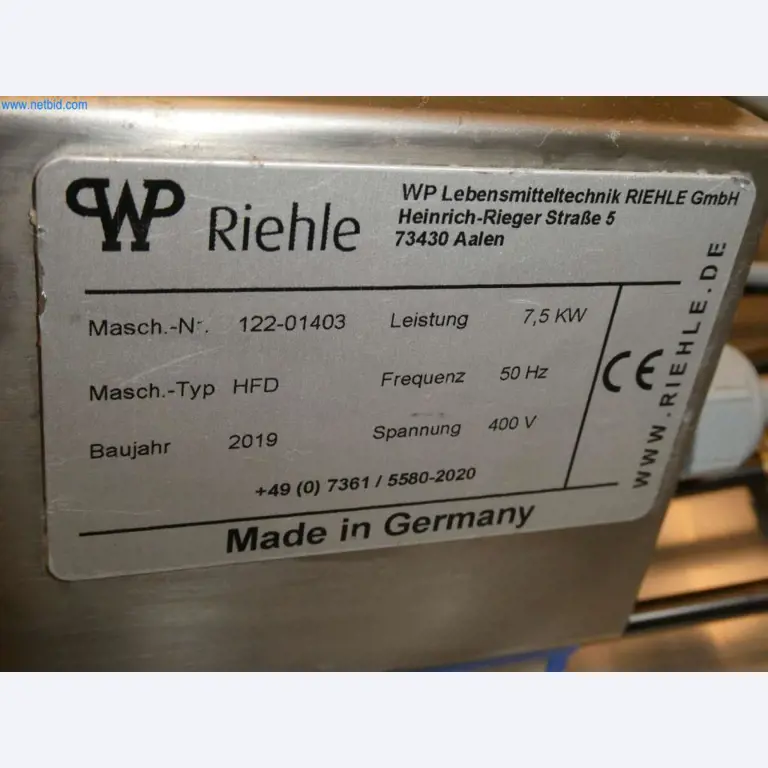 www.netbid.com
WP Riehle
WP Lebensmitteltechnik RIEHLE GmbH
Heinrich-Rieger Straße 5
73430 Aalen
Masch.-Nr. 122-01403 Leistung 7,5 KW
Masch.-Typ HFD Frequenz 50 Hz
Baujahr 2019 Spannung 400 V
+49 (0) 7361 / 5580-2020
CE
WWW.RIEHLE.DE
Made in Germany